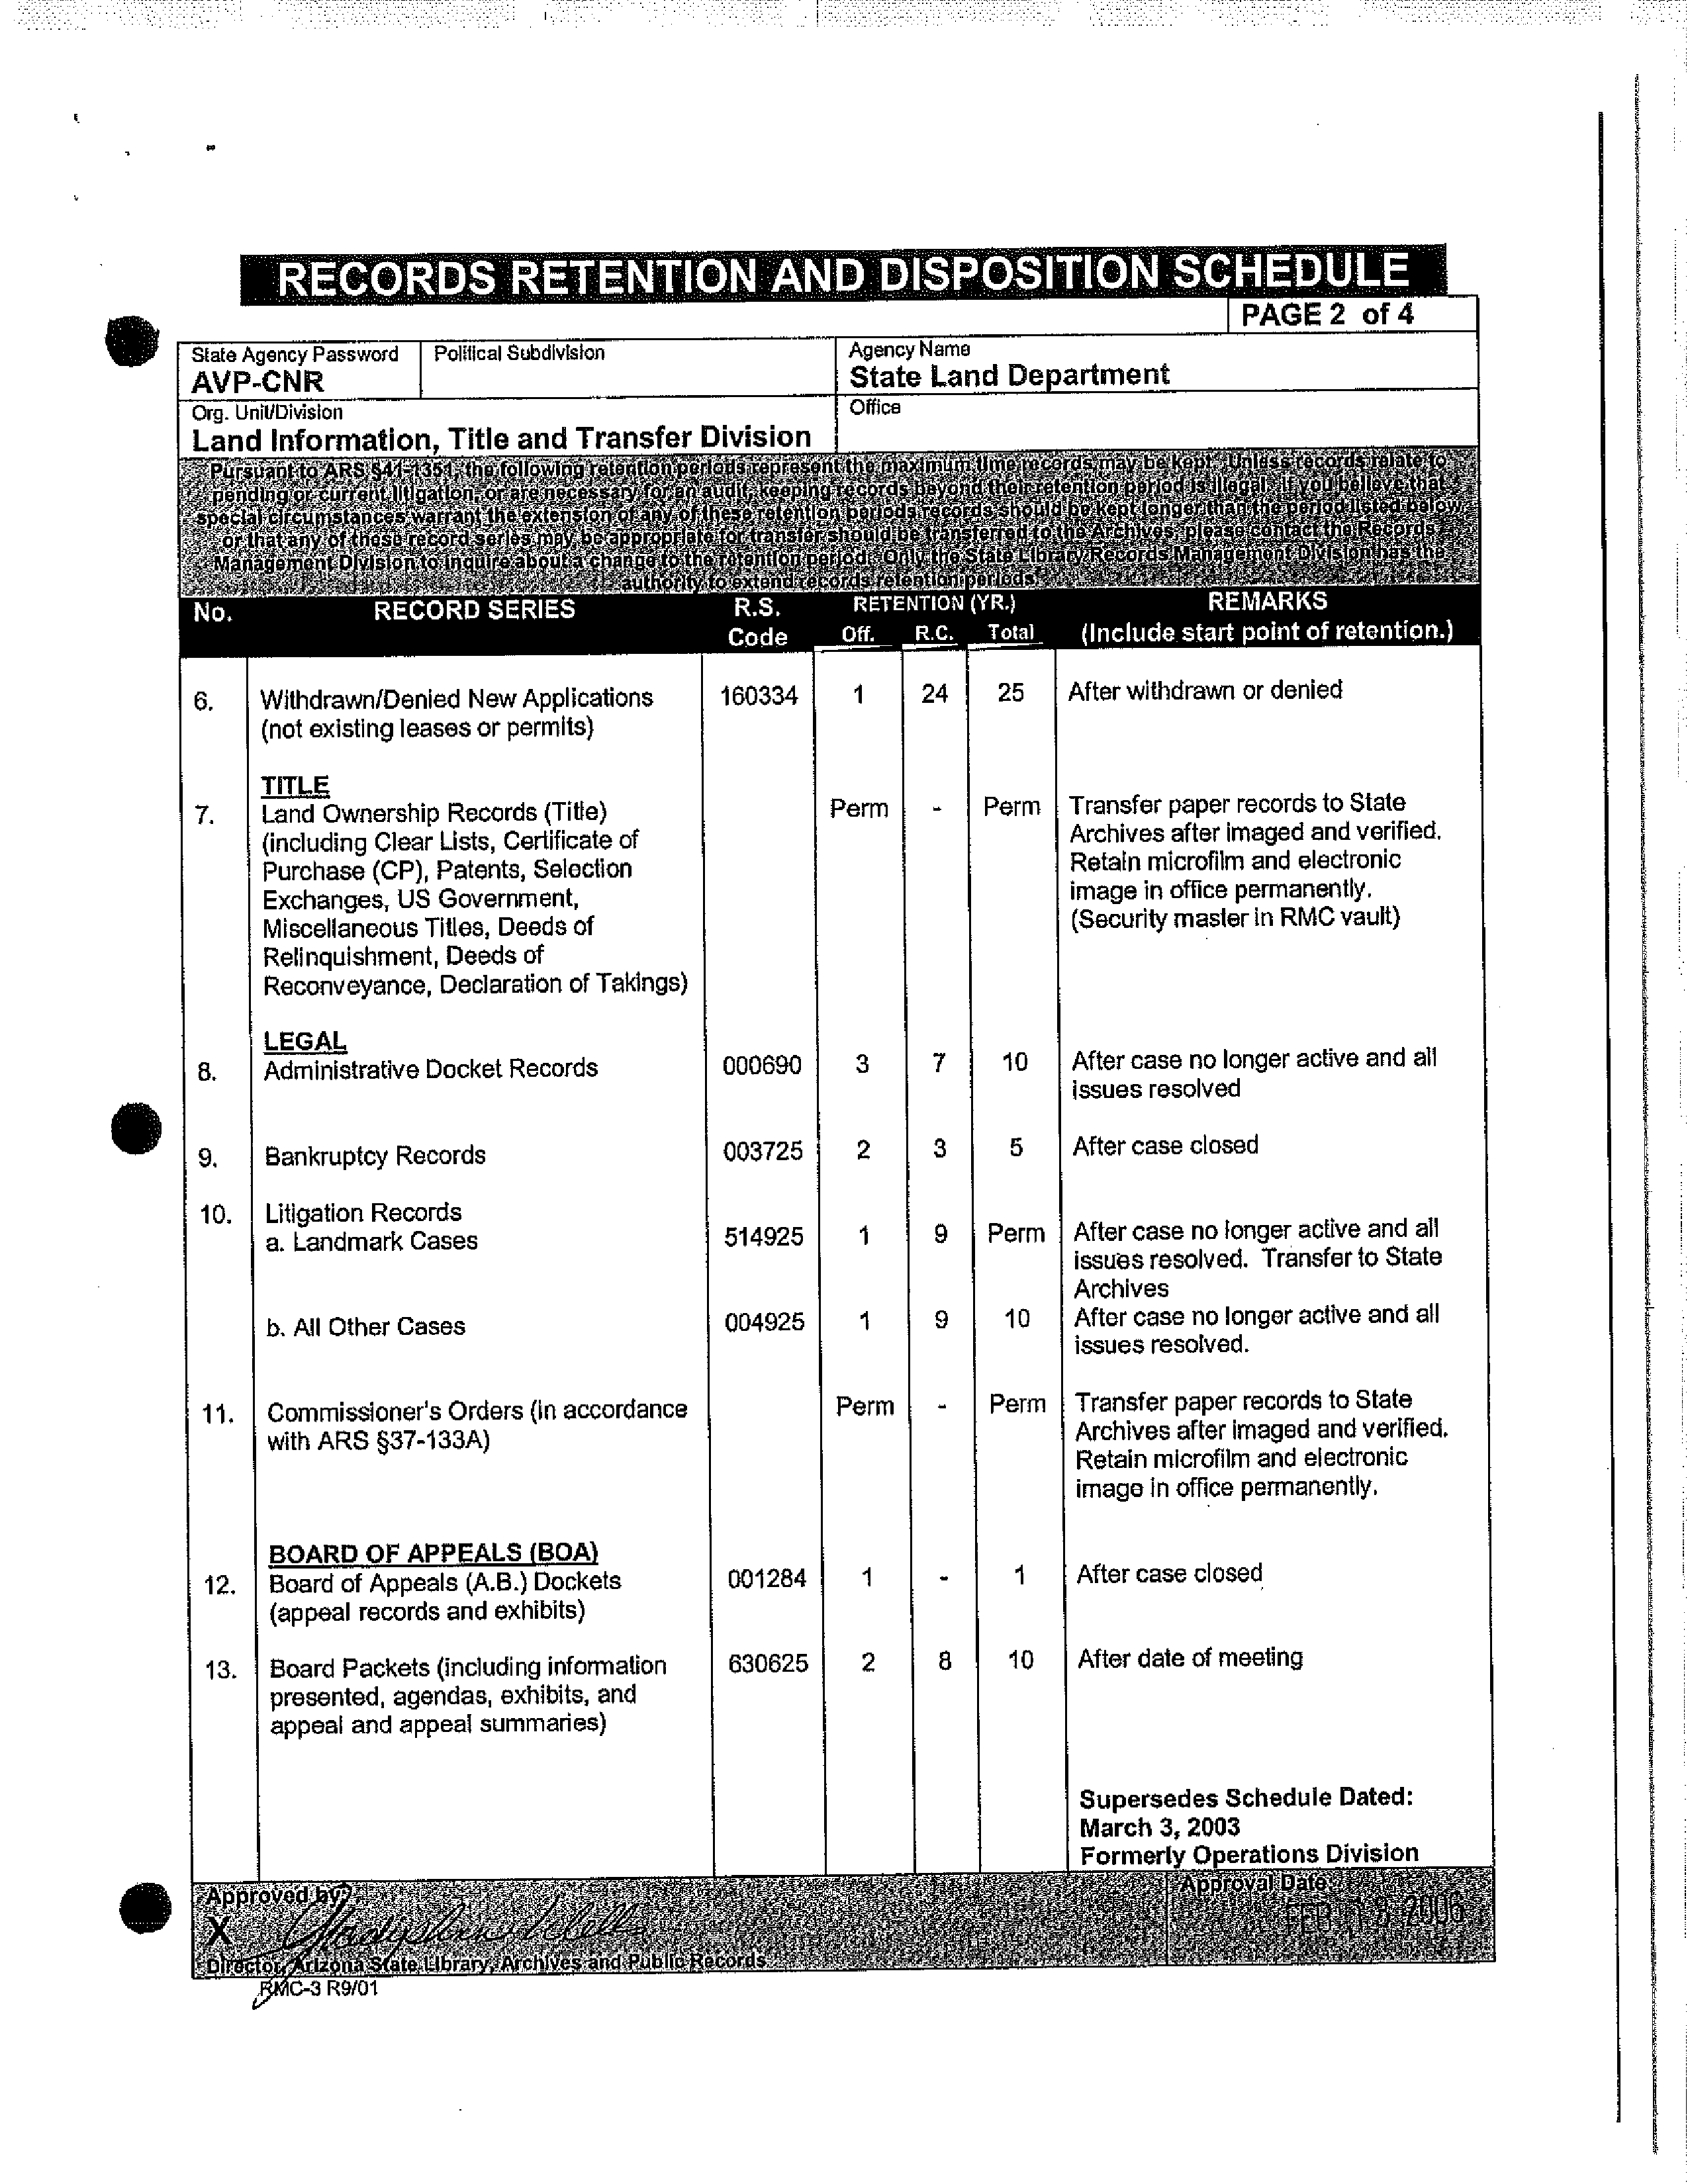 RECORDS RETENTION AND DISPOSITION SCHEDULE
PAGE 2 of 4
State Agency Password
AVP-CNR
Political Subdivision
Agency Name
State Land Department
Org. Unit/Division
Land Information, Title and Transfer Division
Office
Pursuant to ARS §41-1351, the following retention periods represent the maximum time records may be kept. Unless records relate to
pending or current litigation, or are necessary for an audit, keeping records beyond their retention period is illegal. If you believe that
special circumstances warrant the extension of any of these retention periods records should be kept longer than the period listed below
or that any of these record series may be appropriate for transfer should be transferred to the Archives, please contact the Records
Management Division to inquire about a change to the retention period. Only the State Library Records Management Division has the
authority to extend records retention periods.
No. RECORD SERIES R.S. Code RETENTION (YR.) Off. R.C. Total REMARKS (Include start point of retention.)
6. Withdrawn/Denied New Applications 160334 1 24 25 After withdrawn or denied
(not existing leases or permits)
TITLE
7. Land Ownership Records (Title) Perm - Perm Transfer paper records to State
(including Clear Lists, Certificate of Archives after imaged and verified.
Purchase (CP), Patents, Selection Retain microfilm and electronic
Exchanges, US Government, image in office permanently.
Miscellaneous Titles, Deeds of (Security master in RMC vault)
Relinquishment, Deeds of
Reconveyance, Declaration of Takings)
LEGAL
8. Administrative Docket Records 000690 3 7 10 After case no longer active and all
issues resolved
9. Bankruptcy Records 003725 2 3 5 After case closed
10. Litigation Records
a. Landmark Cases 514925 1 9 Perm After case no longer active and all
issues resolved. Transfer to State
Archives
b. All Other Cases 004925 1 9 10 After case no longer active and all
issues resolved.
11. Commissioner's Orders (in accordance Perm - Perm Transfer paper records to State
with ARS §37-133A) Archives after imaged and verified.
Retain microfilm and electronic
image in office permanently.
BOARD OF APPEALS (BOA)
12. Board of Appeals (A.B.) Dockets 001284 1 - 1 After case closed
(appeal records and exhibits)
13. Board Packets (including information 630625 2 8 10 After date of meeting
presented, agendas, exhibits, and
appeal and appeal summaries)
Supersedes Schedule Dated:
March 3, 2003
Formerly Operations Division
Approved by:
Approval Date
X Gladys Ann Wells
FEB 18 2006
Director, Arizona State Library, Archives and Public Records
RMC-3 R9/01